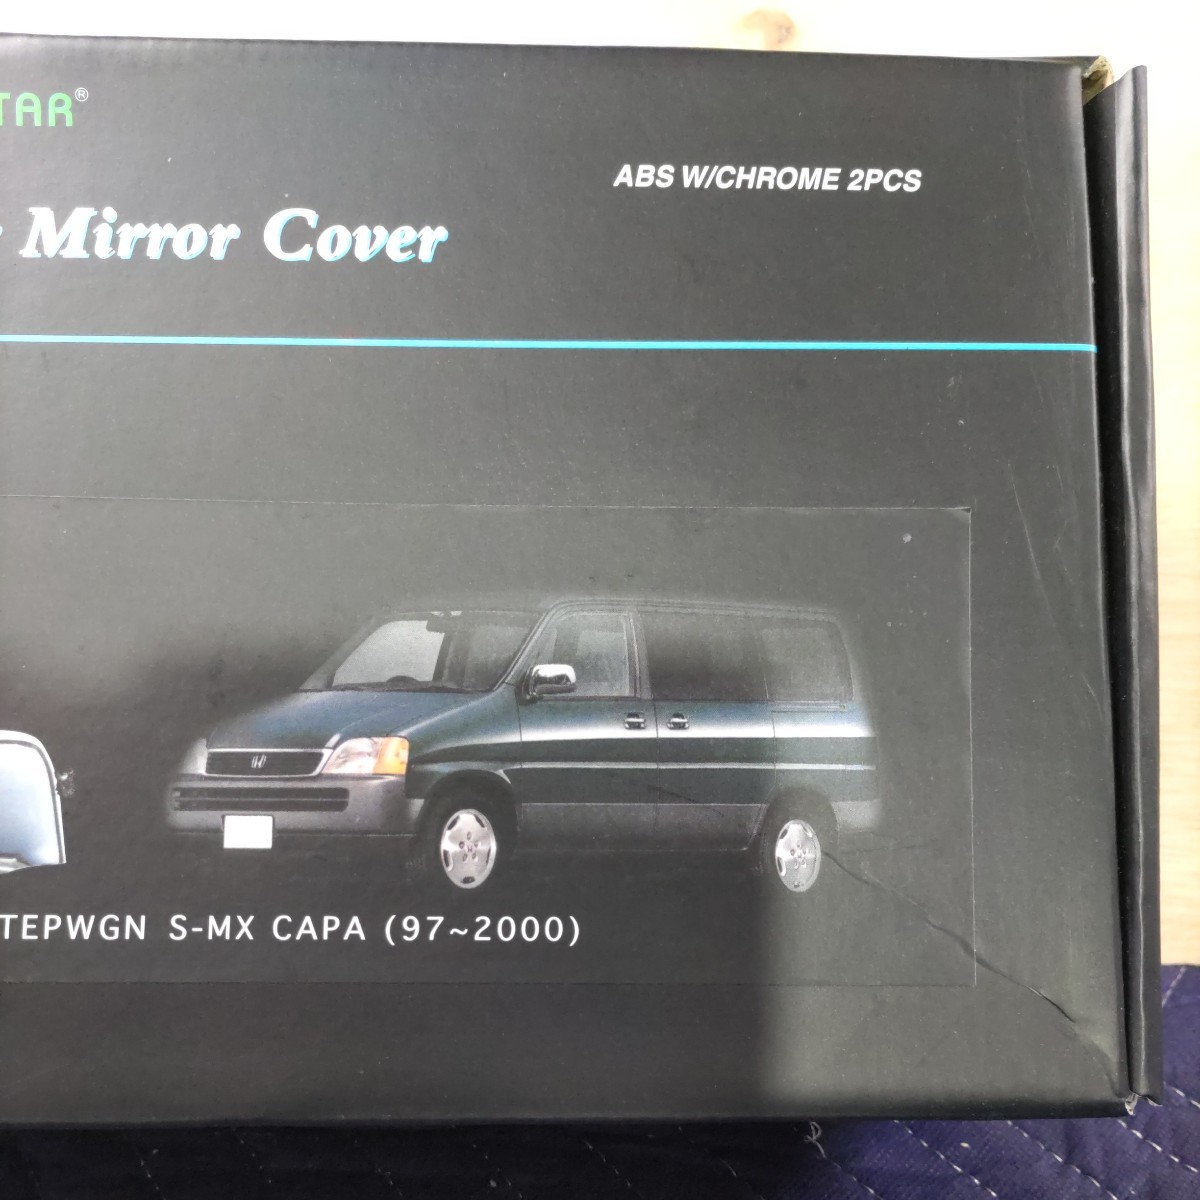 TAR®
ABS W/CHROME 2PCS
Mirror Cover
TEPWGN S-MX CAPA (97~2000)